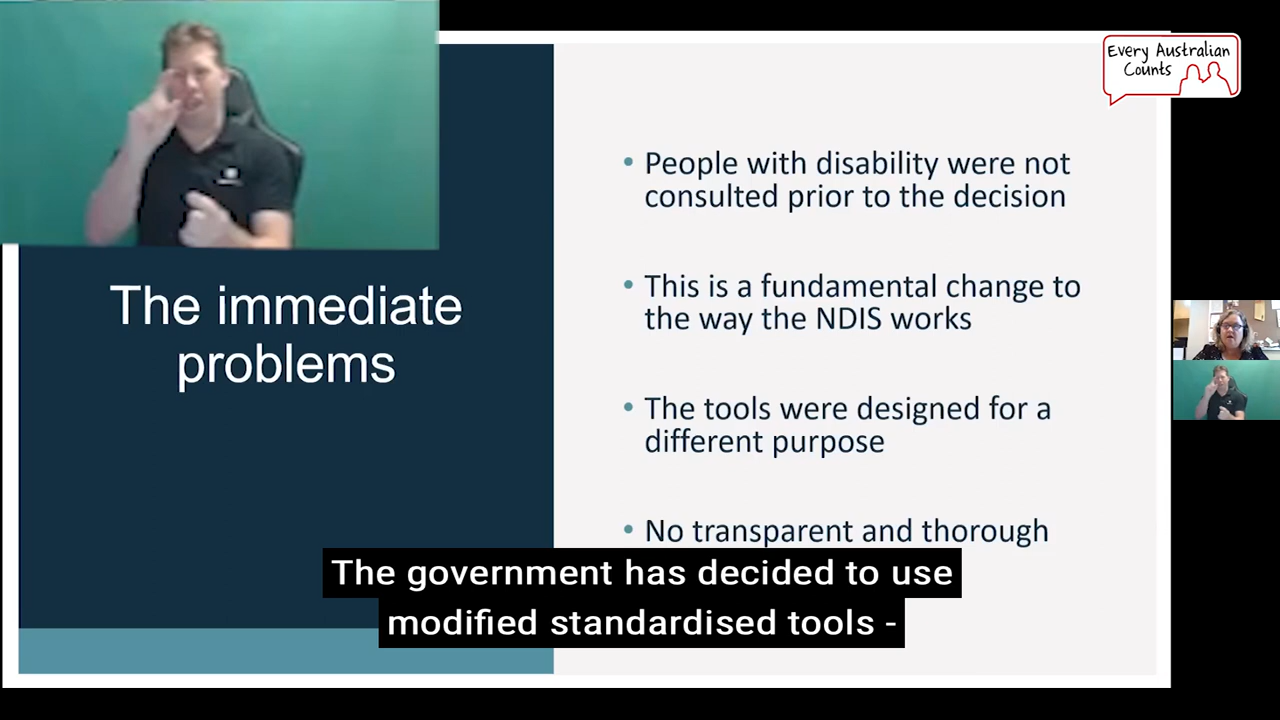 Every Australian
Counts
The immediate
problems
• People with disability were not
consulted prior to the decision
• This is a fundamental change to
the way the NDIS works
• The tools were designed for a
different purpose
• No transparent and thorough
The government has decided to use
modified standardised tools -